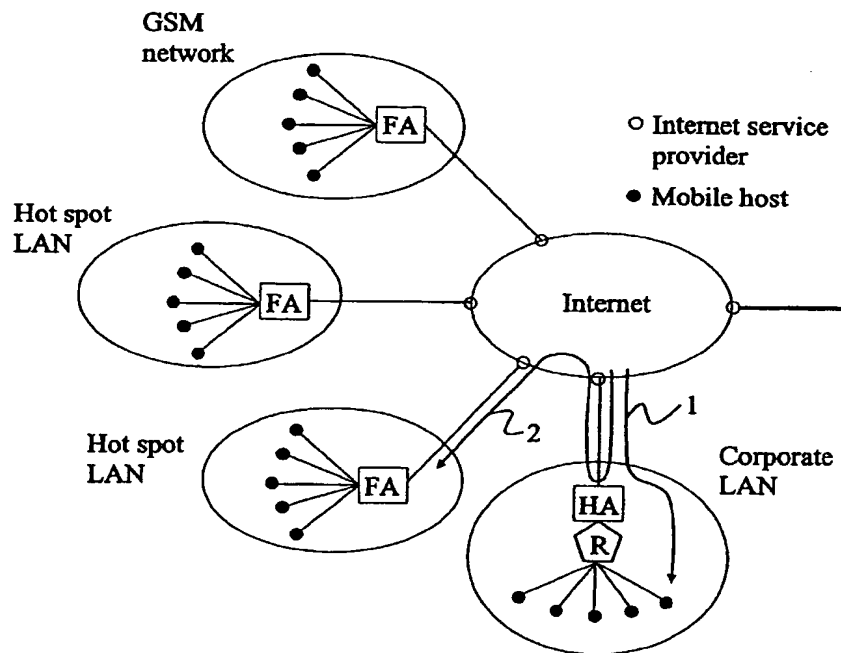 GSM
network
FA
Internet service
provider
Mobile host
Hot spot
LAN
FA
Internet
1
2
Hot spot
LAN
FA
Corporate
LAN
HA
R